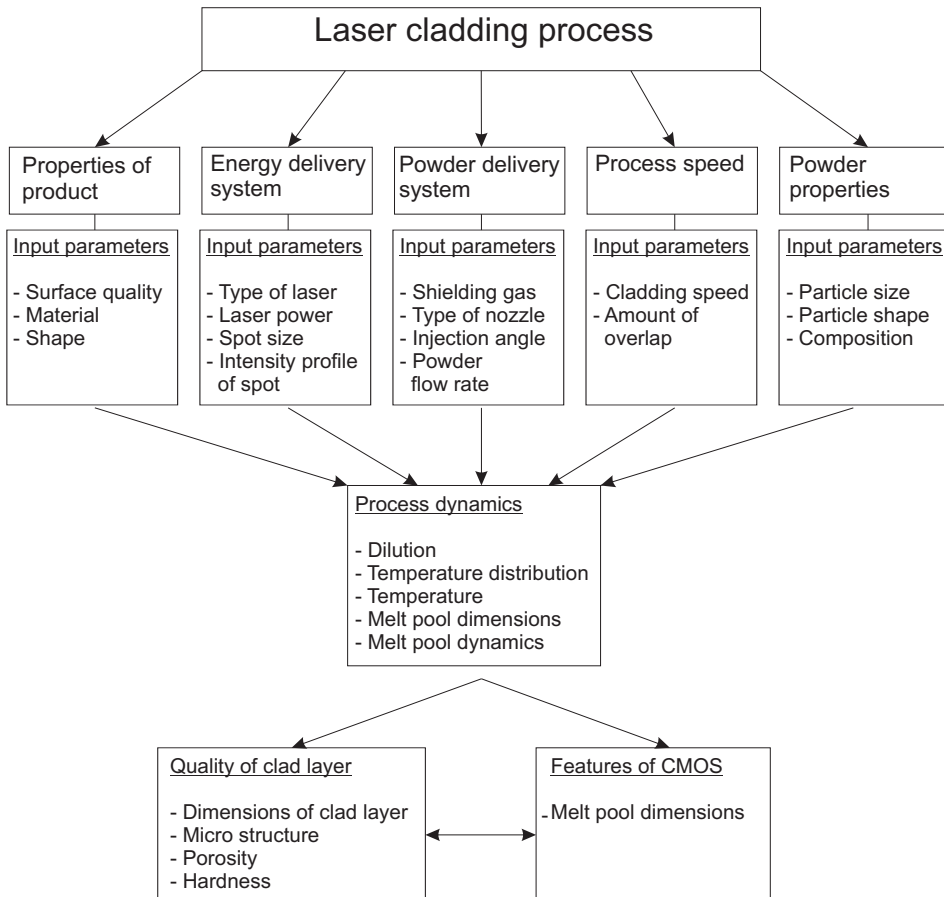 Laser cladding process
Properties of
product
Energy delivery
system
Powder delivery
system
Process speed
Powder
properties
Input parameters
- Surface quality
- Material
- Shape
Input parameters
- Type of laser
- Laser power
- Spot size
- Intensity profile
of spot
Input parameters
- Shielding gas
- Type of nozzle
- Injection angle
- Powder
flow rate
Input parameters
- Cladding speed
- Amount of
overlap
Input parameters
- Particle size
- Particle shape
- Composition
Process dynamics
- Dilution
- Temperature distribution
- Temperature
- Melt pool dimensions
- Melt pool dynamics
Quality of clad layer
- Dimensions of clad layer
- Micro structure
- Porosity
- Hardness
Features of CMOS
- Melt pool dimensions